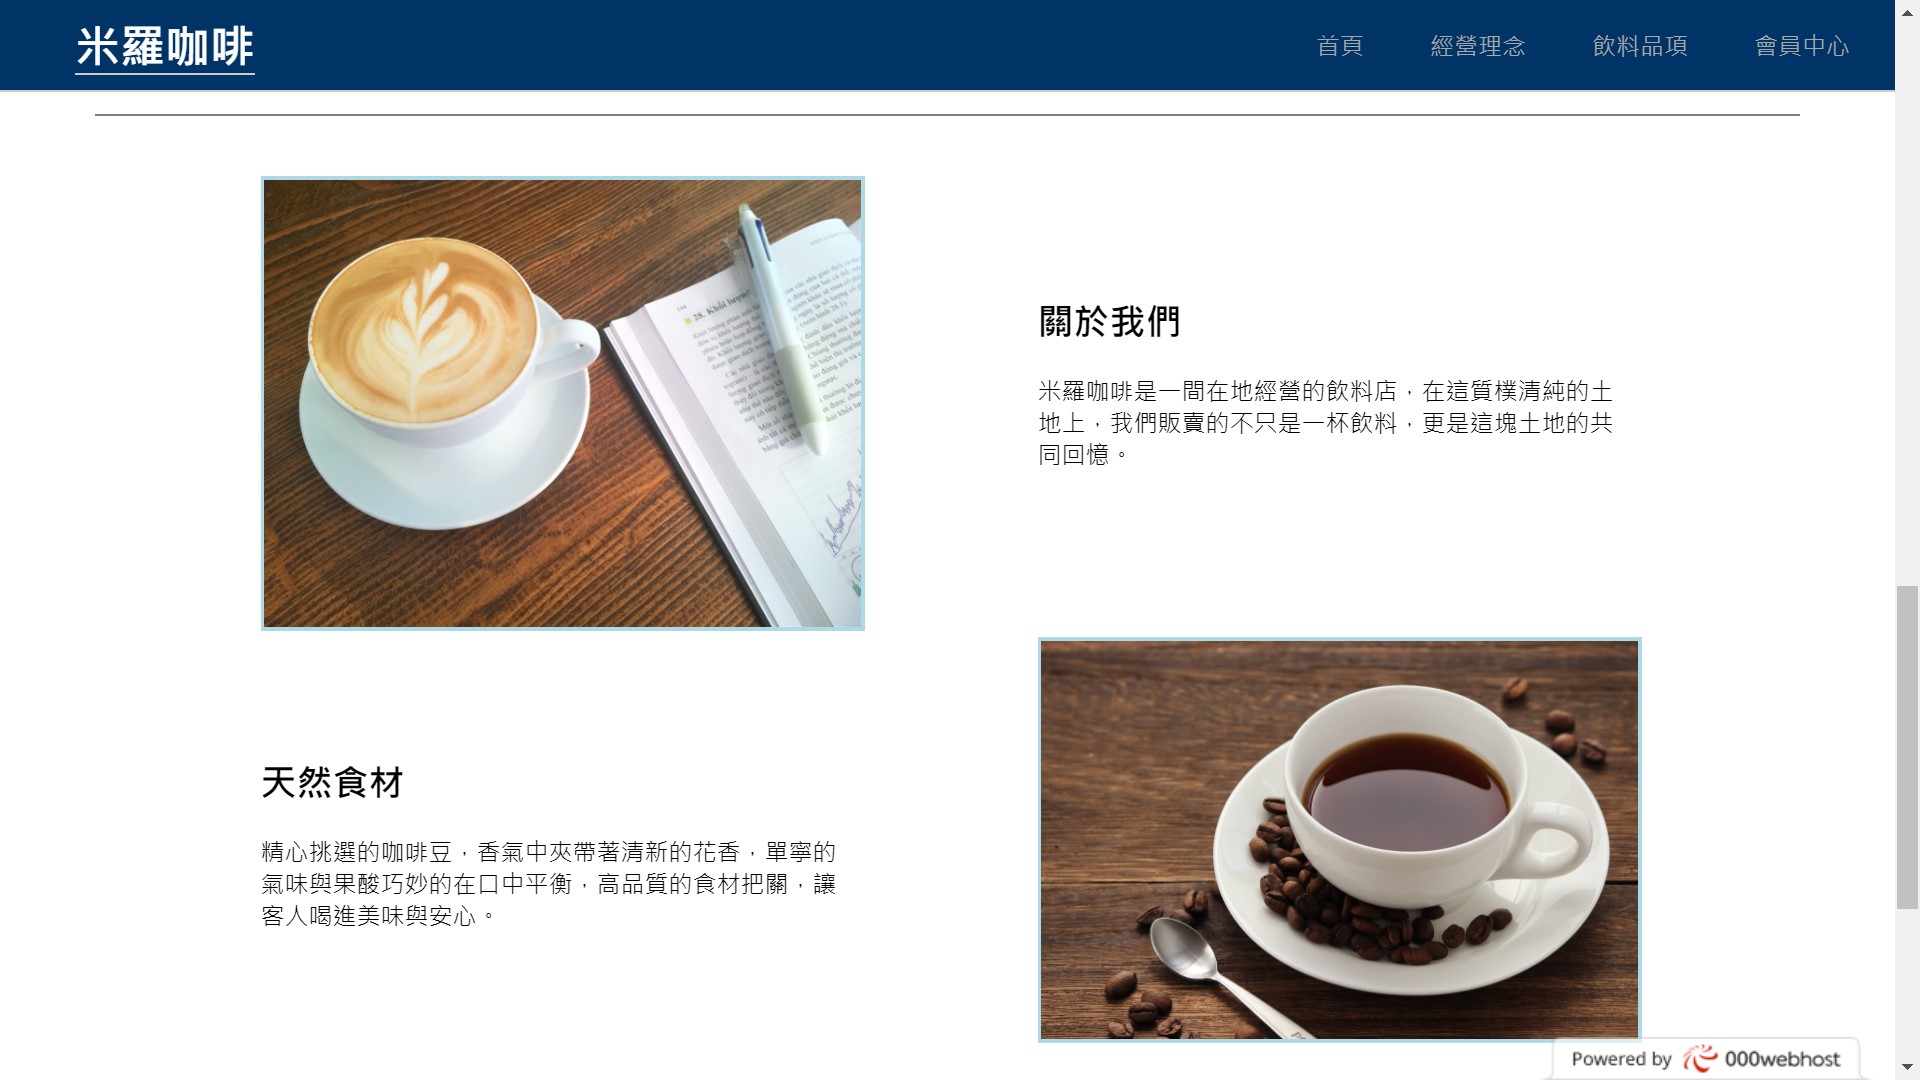 米羅咖啡
首頁
經營理念
飲料品項
會員中心
28. Khối lượng
關於我們
米羅咖啡是一間在地經營的飲料店，在這質樸清純的土
地上，我們販賣的不只是一杯飲料，更是這塊土地的共
同回憶。
天然食材
精心挑選的咖啡豆，香氣中夾帶著清新的花香，單寧的
氣味與果酸巧妙的在口中平衡，高品質的食材把關，讓
客人喝進美味與安心。
Powered by 000webhost